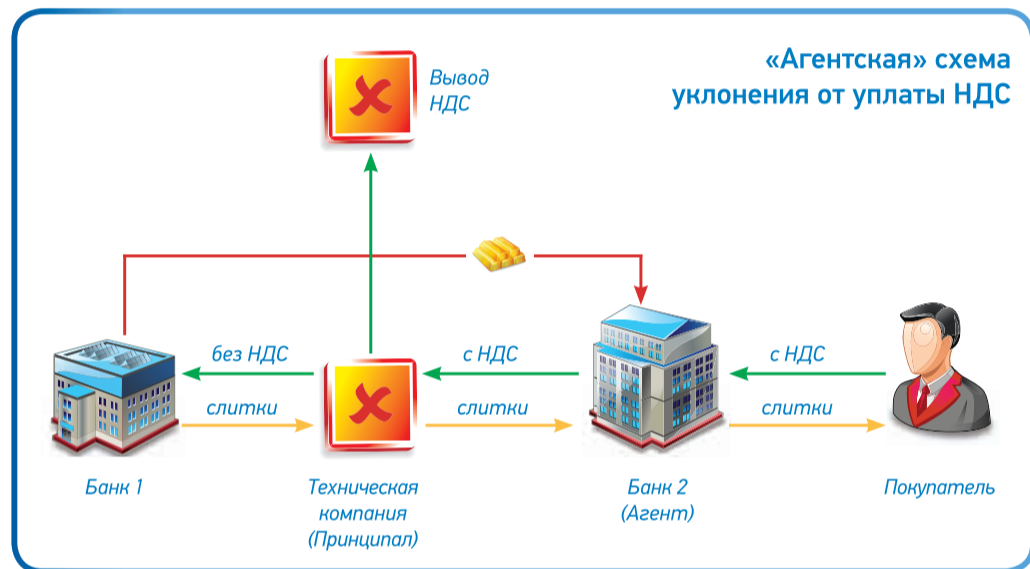 «Агентская» схема
уклонения от уплаты НДС
Вывод
НДС
без НДС
с НДС
с НДС
слитки
слитки
слитки
Банк 1
Техническая
компания
(Принципал)
Банк 2
(Агент)
Покупатель